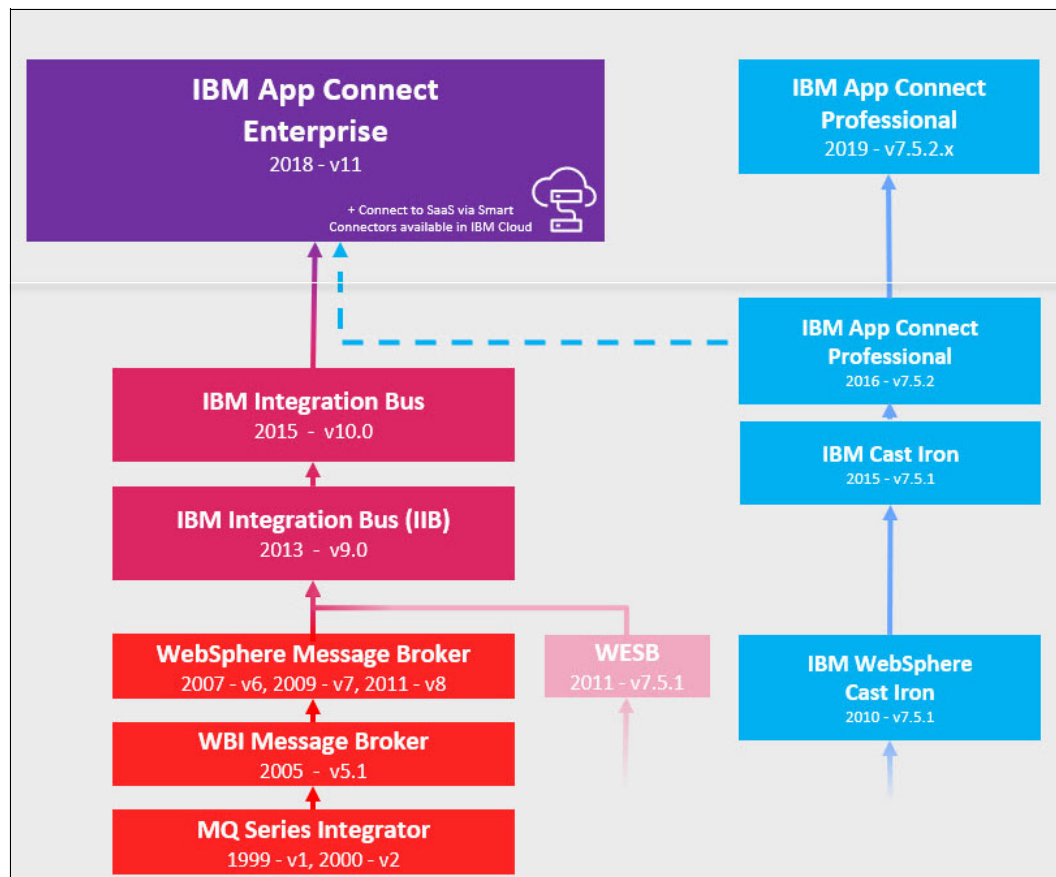 IBM App Connect
Enterprise
2018 - v11
+ Connect to SaaS via Smart
Connectors available in IBM Cloud
IBM App Connect
Professional
2019 - v7.5.2.x
IBM App Connect
Professional
2016 - v7.5.2
IBM Integration Bus
2015 - v10.0
IBM Cast Iron
2015 - v7.5.1
IBM Integration Bus (IIB)
2013 - v9.0
WebSphere Message Broker
2007 - v6, 2009 - v7, 2011 - v8
WESB
2011 - v7.5.1
IBM WebSphere
Cast Iron
2010 - v7.5.1
WBI Message Broker
2005 - v5.1
MQ Series Integrator
1999 - v1, 2000 - v2